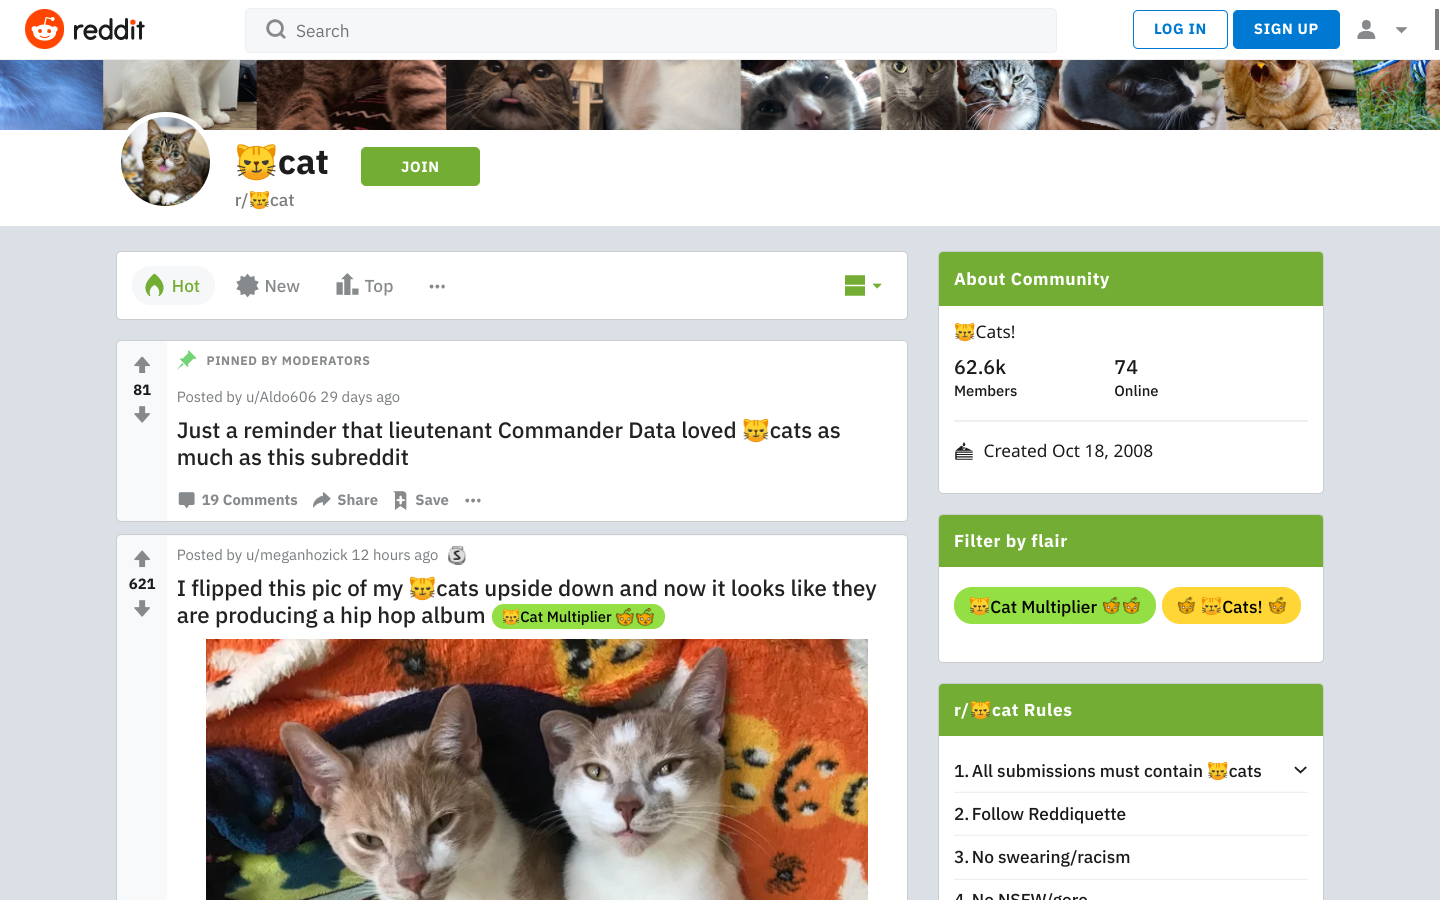 reddit
Search
LOG IN
SIGN UP
😼cat
JOIN
r/😼cat
Hot
New
Top
PINNED BY MODERATORS
81
Posted by u/Aldo606 29 days ago
Just a reminder that lieutenant Commander Data loved 😼cats as
much as this subreddit
19 Comments
Share
Save
Posted by u/meganhozick 12 hours ago
S
621
I flipped this pic of my 😼cats upside down and now it looks like they
are producing a hip hop album 😼Cat Multiplier
About Community
😼Cats!
62.6k
74
Members
Online
Created Oct 18, 2008
Filter by flair
😼Cat Multiplier
😼Cats!
r/😼cat Rules
1. All submissions must contain 😼cats
2. Follow Reddiquette
3. No swearing/racism
4. No NSFW/gore